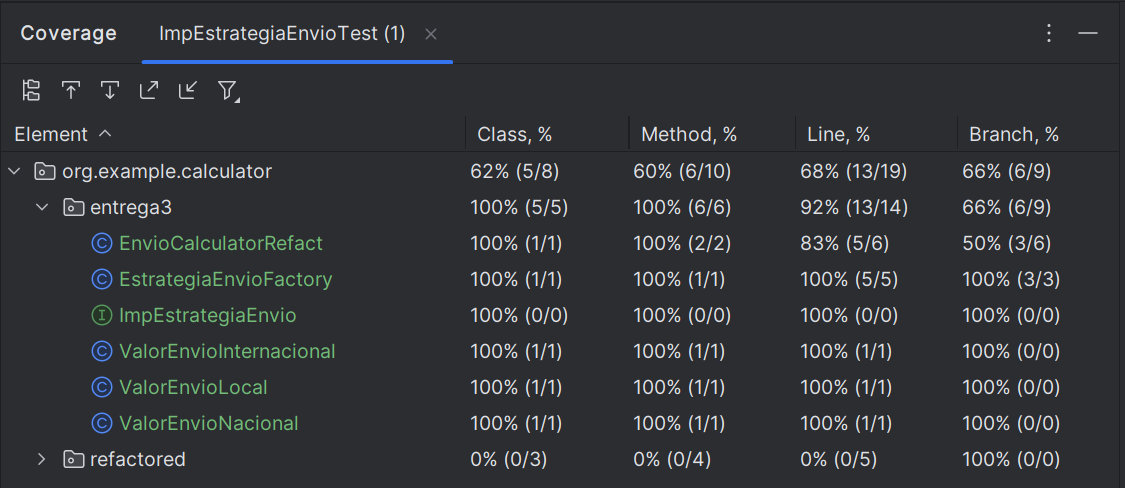 Coverage ImpEstrategiaEnvioTest (1)
Element Class, % Method, % Line, % Branch, %
org.example.calculator 62% (5/8) 60% (6/10) 68% (13/19) 66% (6/9)
entrega3 100% (5/5) 100% (6/6) 92% (13/14) 66% (6/9)
C EnvioCalculatorRefact 100% (1/1) 100% (2/2) 83% (5/6) 50% (3/6)
C EstrategiaEnvioFactory 100% (1/1) 100% (1/1) 100% (5/5) 100% (3/3)
I ImpEstrategiaEnvio 100% (0/0) 100% (0/0) 100% (0/0) 100% (0/0)
C ValorEnvioInternacional 100% (1/1) 100% (1/1) 100% (1/1) 100% (0/0)
C ValorEnvioLocal 100% (1/1) 100% (1/1) 100% (1/1) 100% (0/0)
C ValorEnvioNacional 100% (1/1) 100% (1/1) 100% (1/1) 100% (0/0)
refactored 0% (0/3) 0% (0/4) 0% (0/5) 100% (0/0)